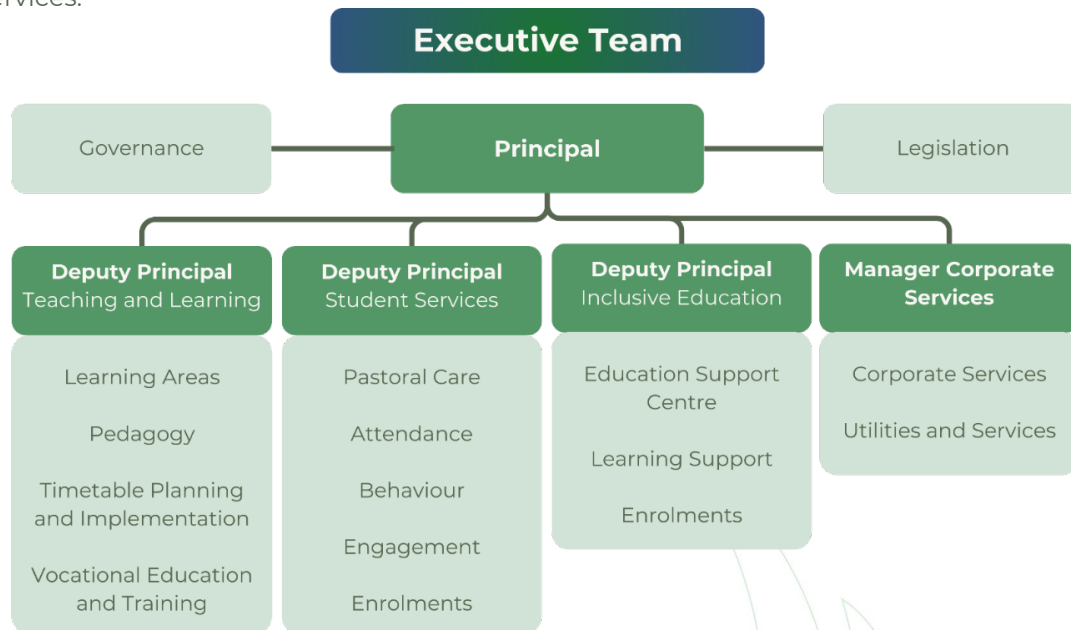 ervices.
Executive Team
Governance
Principal
Legislation
Deputy Principal
Teaching and Learning
Learning Areas
Pedagogy
Timetable Planning
and Implementation
Vocational Education
and Training
Deputy Principal
Student Services
Pastoral Care
Attendance
Behaviour
Engagement
Enrolments
Deputy Principal
Inclusive Education
Education Support
Centre
Learning Support
Enrolments
Manager Corporate
Services
Corporate Services
Utilities and Services